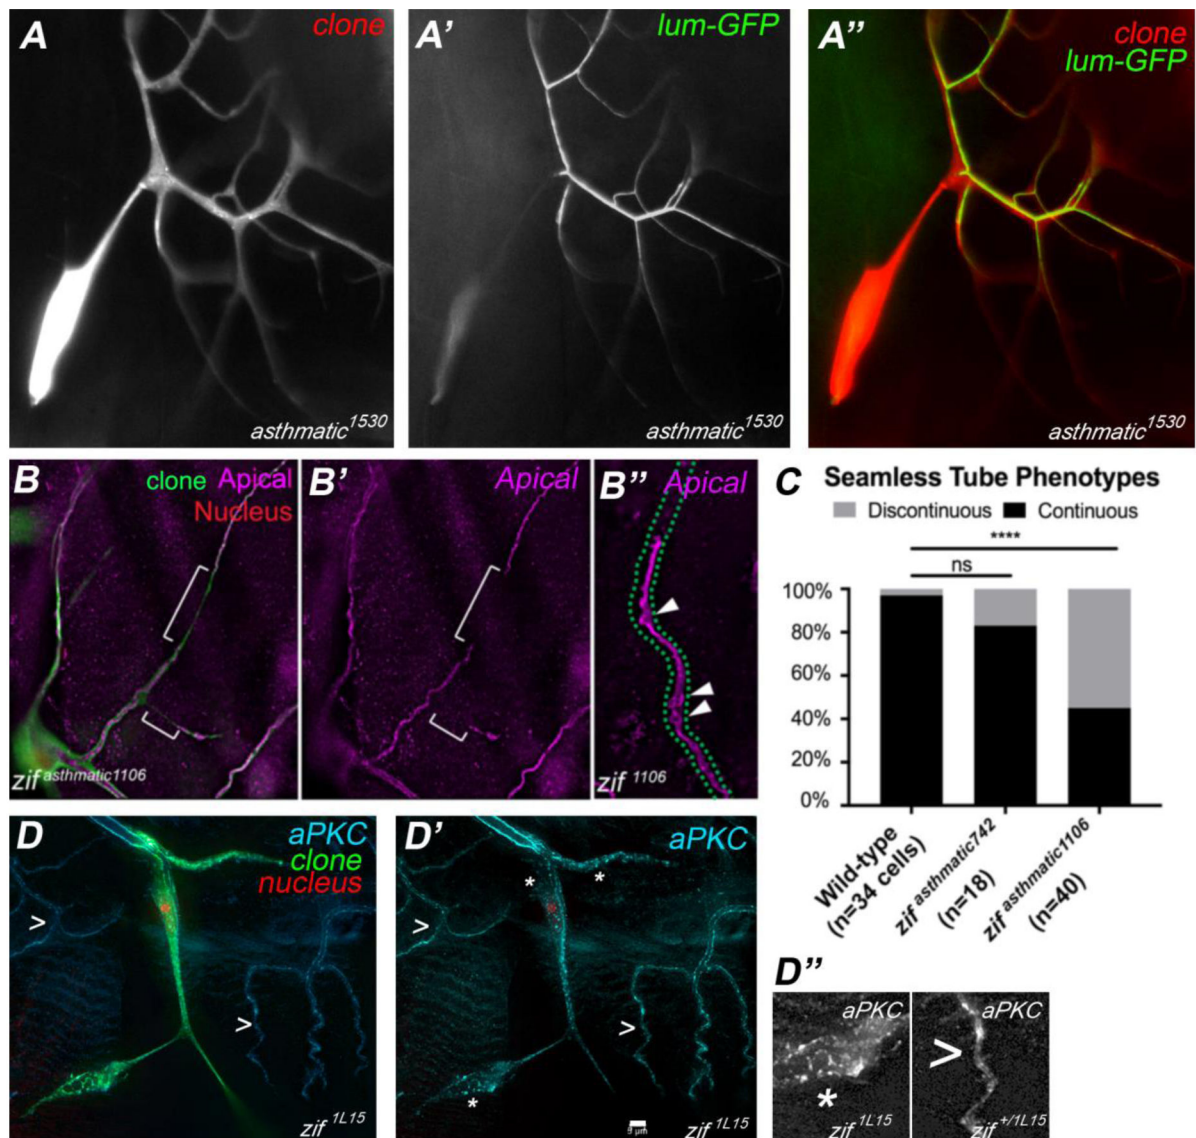 A
clone
asthmatic1530
A'
lum-GFP
asthmatic1530
A"
clone
lum-GFP
asthmatic1530
B
clone Apical
Nucleus
zif asthmatic1106
B'
Apical
B"
Apical
zif 1106
C
Seamless Tube Phenotypes
Discontinuous
Continuous
****
ns
100%
80%
60%
40%
20%
0%
Wild-type
(n=34 cells)
zif asthmatic742
(n=18)
zif asthmatic1106
(n=40)
D
aPKC
clone
nucleus
*
>
>
zif 1L15
D'
aPKC
*
*
*
>
>
*
9 µm
zif 1L15
D"
aPKC
*
zif 1L15
aPKC
>
zif +/1L15